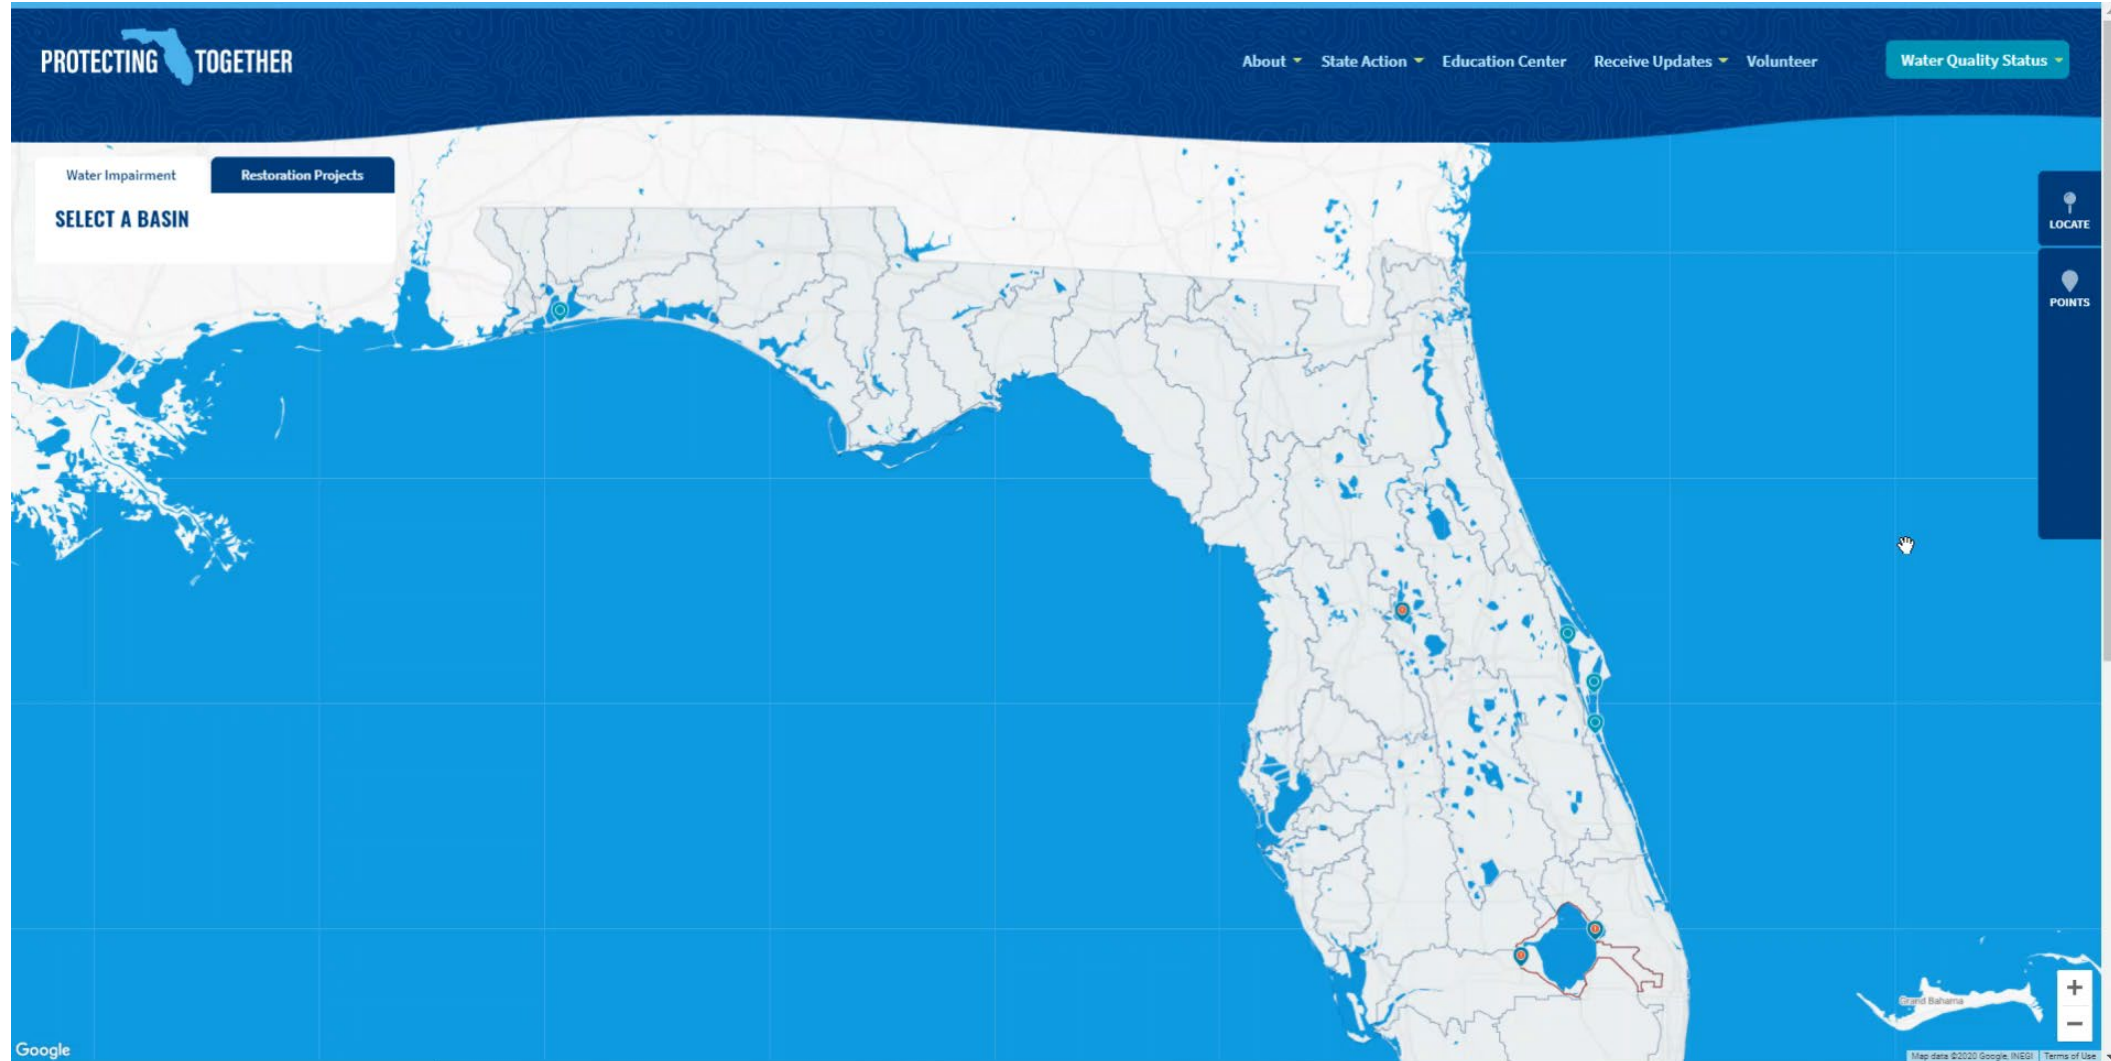 PROTECTING TOGETHER
About State Action Education Center Receive Updates Volunteer Water Quality Status
Water Impairment Restoration Projects
SELECT A BASIN
LOCATE
POINTS
Grand Bahama
+
−
Google
Map data ©2020 Google, INEGI Terms of Use